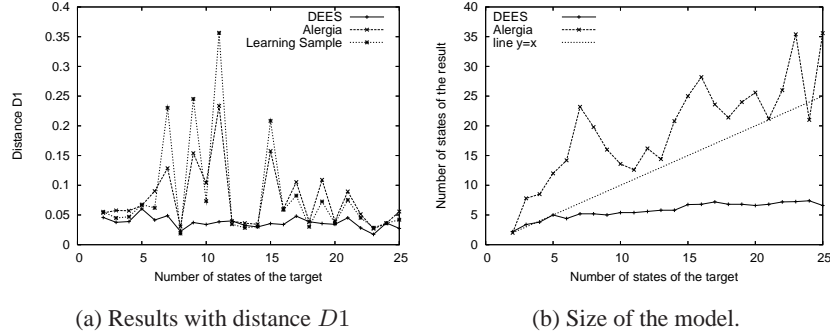 DEES
Alergia
Learning Sample
0.4
0.35
0.3
0.25
0.2
0.15
0.1
0.05
0
Distance D1
0 5 10 15 20 25
Number of states of the target
(a) Results with distance D1
DEES
Alergia
line y=x
40
35
30
25
20
15
10
5
0
Number of states of the result
0 5 10 15 20 25
Number of states of the target
(b) Size of the model.